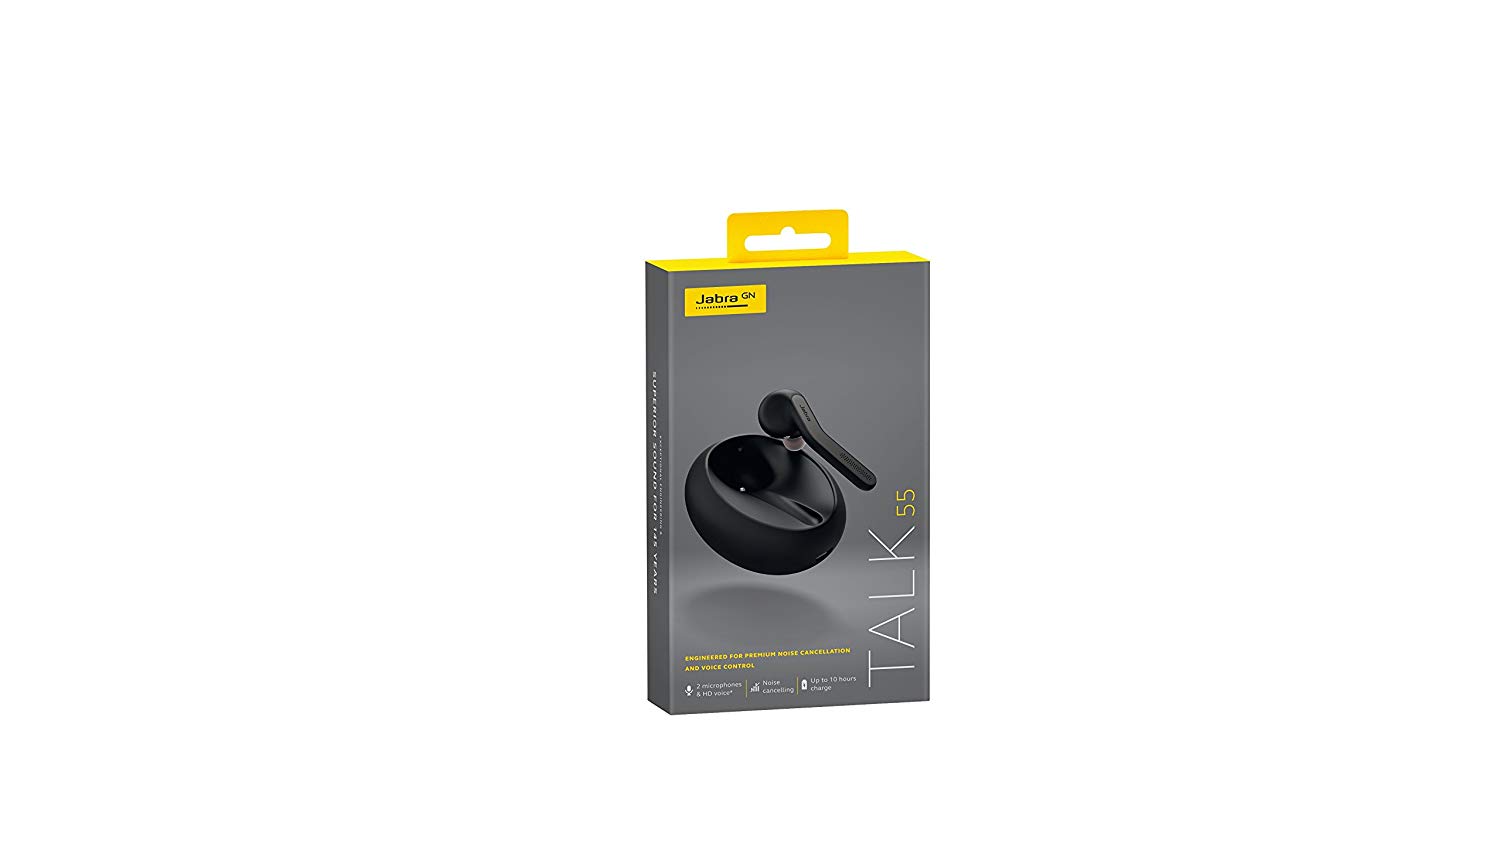 Jabra GN
Jabra
TALK 55
ENGINEERED FOR PREMIUM NOISE CANCELLATION
AND VOICE CONTROL
2 microphones
& HD voice*
Noise
cancelling
Up to 10 hours
charge
EXCEPTIONAL ENGINEERING &
SUPERIOR SOUND FOR 145 YEARS